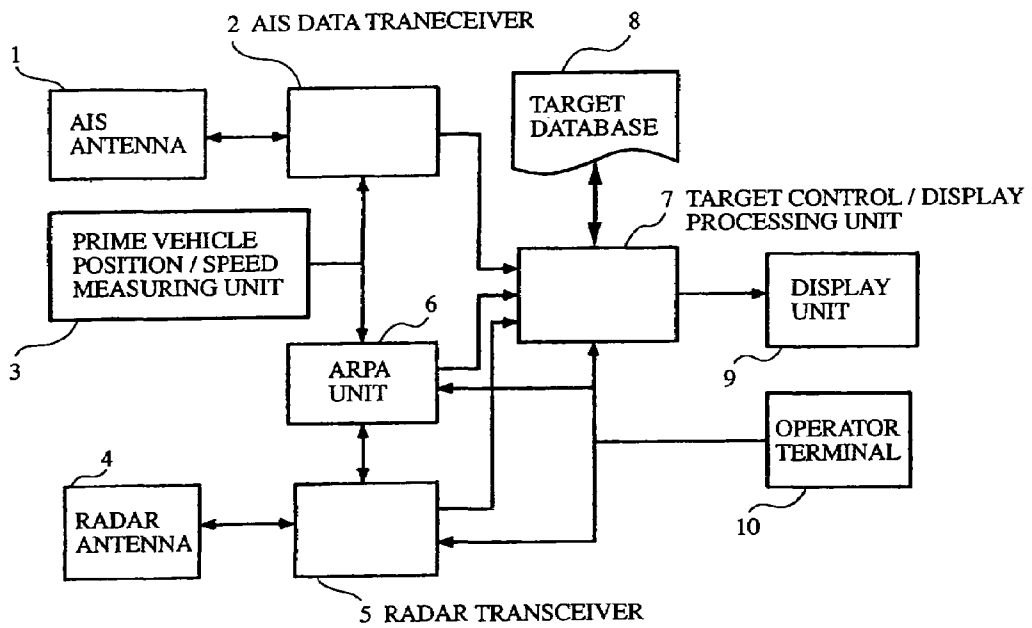 2 AIS DATA TRANECEIVER
8
1
AIS
ANTENNA
TARGET
DATABASE
7 TARGET CONTROL / DISPLAY
PROCESSING UNIT
PRIME VEHICLE
POSITION / SPEED
MEASURING UNIT
3
DISPLAY
UNIT
9
6
ARPA
UNIT
OPERATOR
TERMINAL
10
4
RADAR
ANTENNA
5 RADAR TRANSCEIVER